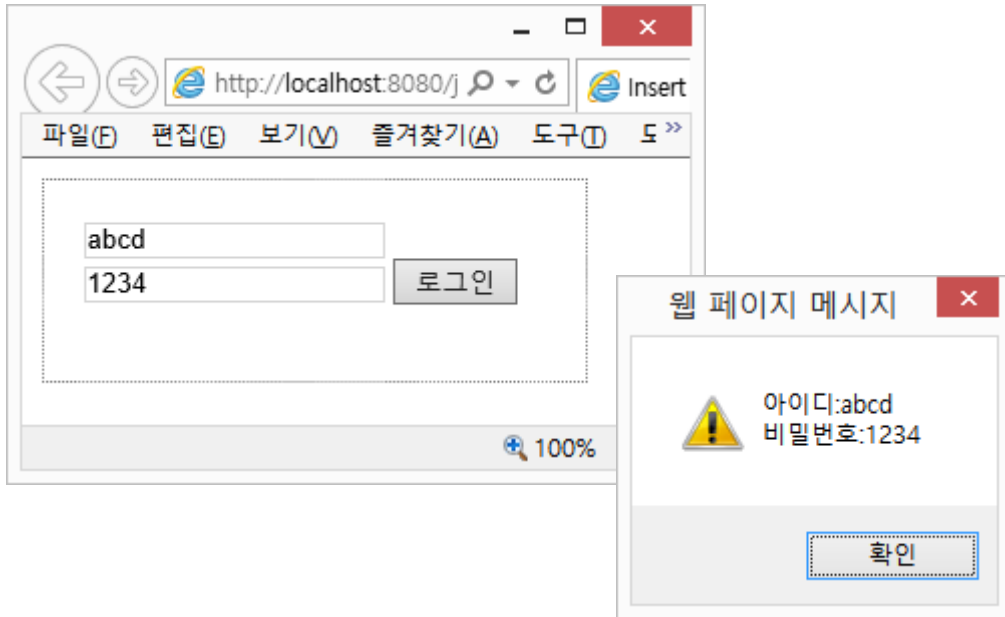 http://localhost:8080/j
Insert
파일(F) 편집(E) 보기(V) 즐겨찾기(A) 도구(T) 도 »
abcd
1234
로그인
100%
웹 페이지 메시지
아이디:abcd
비밀번호:1234
확인